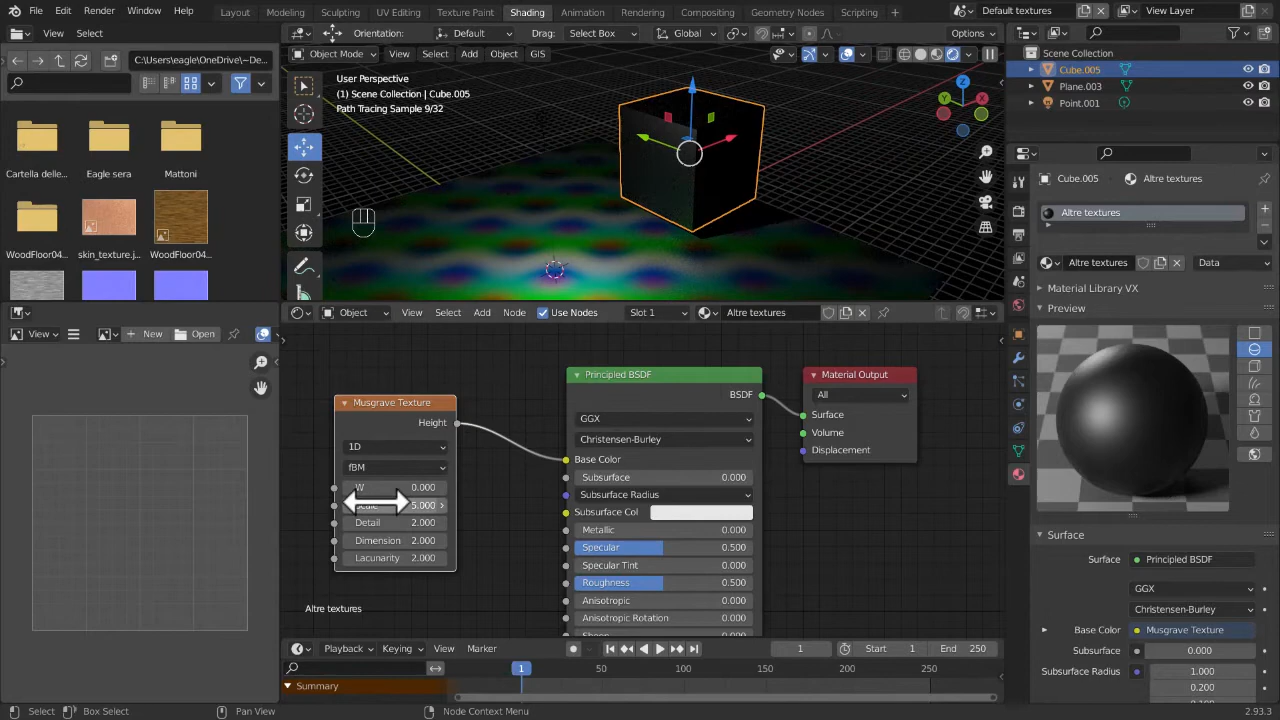 File Edit Render Window Help Layout Modeling Sculpting UV Editing Texture Paint Shading Animation Rendering Compositing Geometry Nodes Scripting + Default textures View Layer
View Select
Orientation: Default Drag: Select Box Global Options
Object Mode View Select Add Object GIS
C:\eagle\OneDrive\~De...
User Perspective
(1) Scene Collection | Cube.005
Path Tracing Sample 9/32
Scene Collection
Cube.005
Plane.003
Point.001
Cartella delle...
Eagle sera
Mattoni
WoodFloor04...
skin_texture.j...
WoodFloor04...
Cube.005 Altre textures
Altre textures
Altre textures Data
Material Library VX
Preview
View New Open
Object View Select Add Node Use Nodes Slot 1 Altre textures
Musgrave Texture
Height
1D
fBM
W 0.000
5.000
Detail 2.000
Dimension 2.000
Lacunarity 2.000
Altre textures
Principled BSDF
BSDF
GGX
Christensen-Burley
Base Color
Subsurface 0.000
Subsurface Radius
Subsurface Col
Metallic 0.000
Specular 0.500
Specular Tint 0.000
Roughness 0.500
Anisotropic 0.000
Anisotropic Rotation 0.000
Material Output
All
Surface
Volume
Displacement
Surface
Surface Principled BSDF
GGX
Christensen-Burley
Base Color Musgrave Texture
Subsurface 0.000
Subsurface Radius 1.000
0.200
Playback Keying View Marker 1 Start 1 End 250
1 50 100 150 200 250
Summary
Select Box Select Pan View Node Context Menu 2.93.3